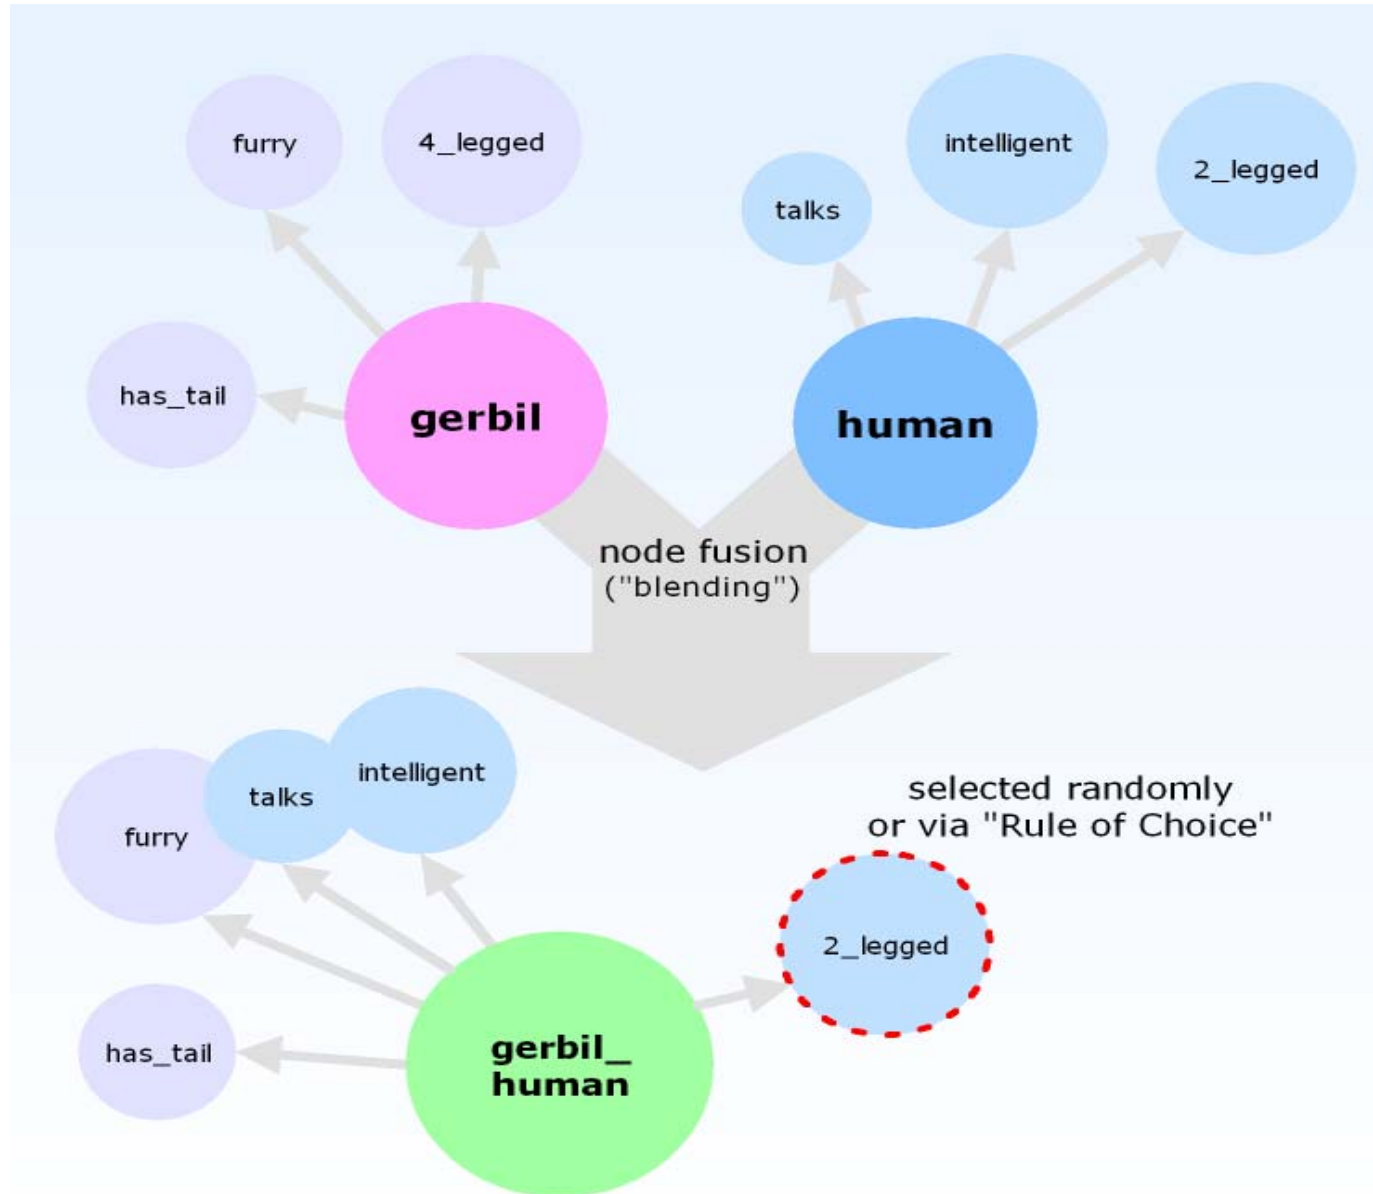 furry
4_legged
intelligent
2_legged
talks
has_tail
gerbil
human
node fusion
("blending")
intelligent
talks
furry
selected randomly
or via "Rule of Choice"
2_legged
has_tail
gerbil_
human